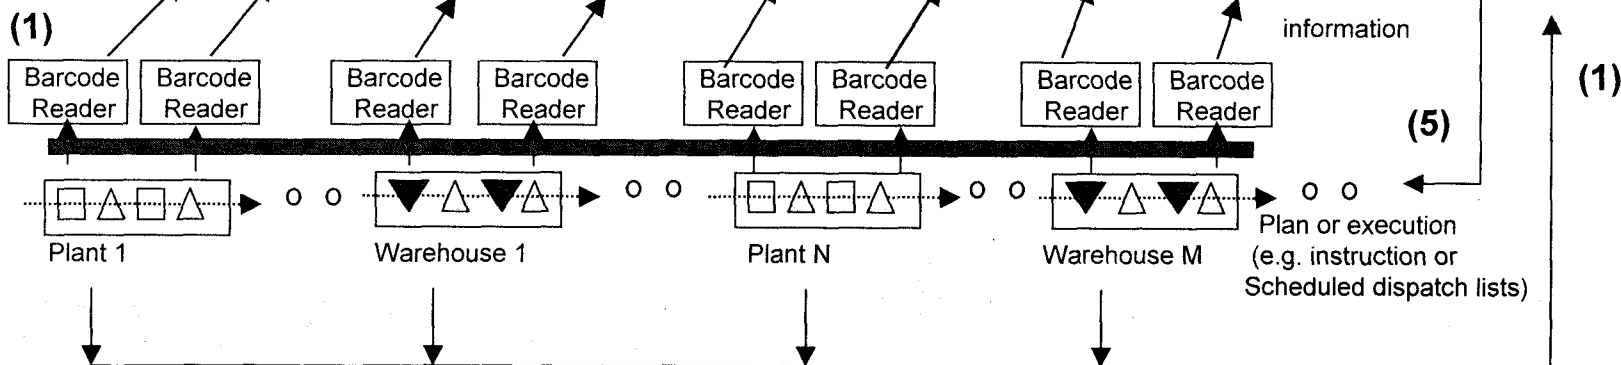 (1)
information
(1)
Barcode
Reader
Barcode
Reader
Barcode
Reader
Barcode
Reader
Barcode
Reader
Barcode
Reader
Barcode
Reader
Barcode
Reader
(5)
Plant 1
Warehouse 1
Plant N
Warehouse M
Plan or execution
(e.g. instruction or
Scheduled dispatch lists)